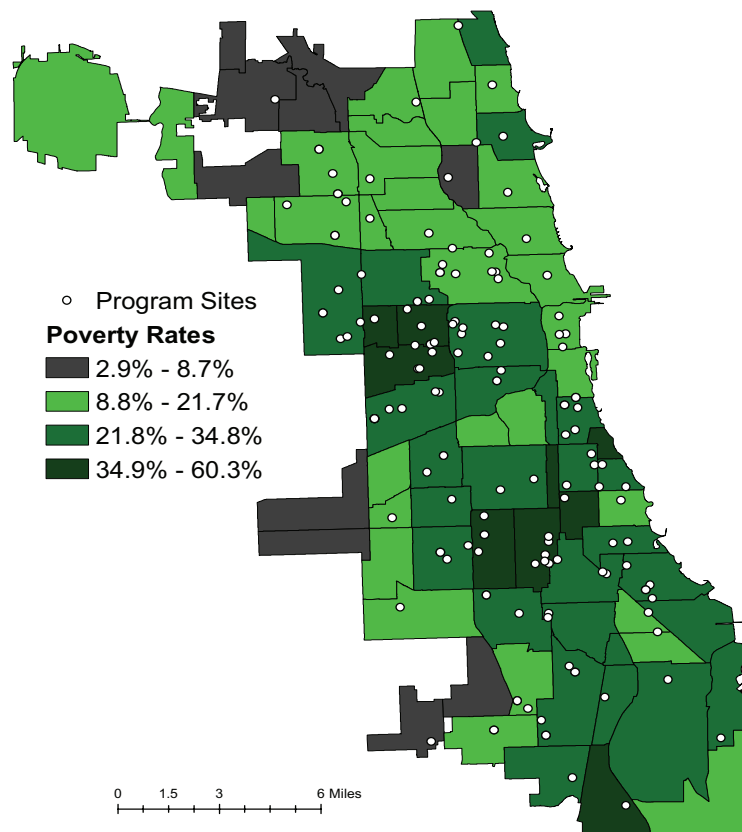 Program Sites
Poverty Rates
2.9% - 8.7%
8.8% - 21.7%
21.8% - 34.8%
34.9% - 60.3%
0 1.5 3 6 Miles